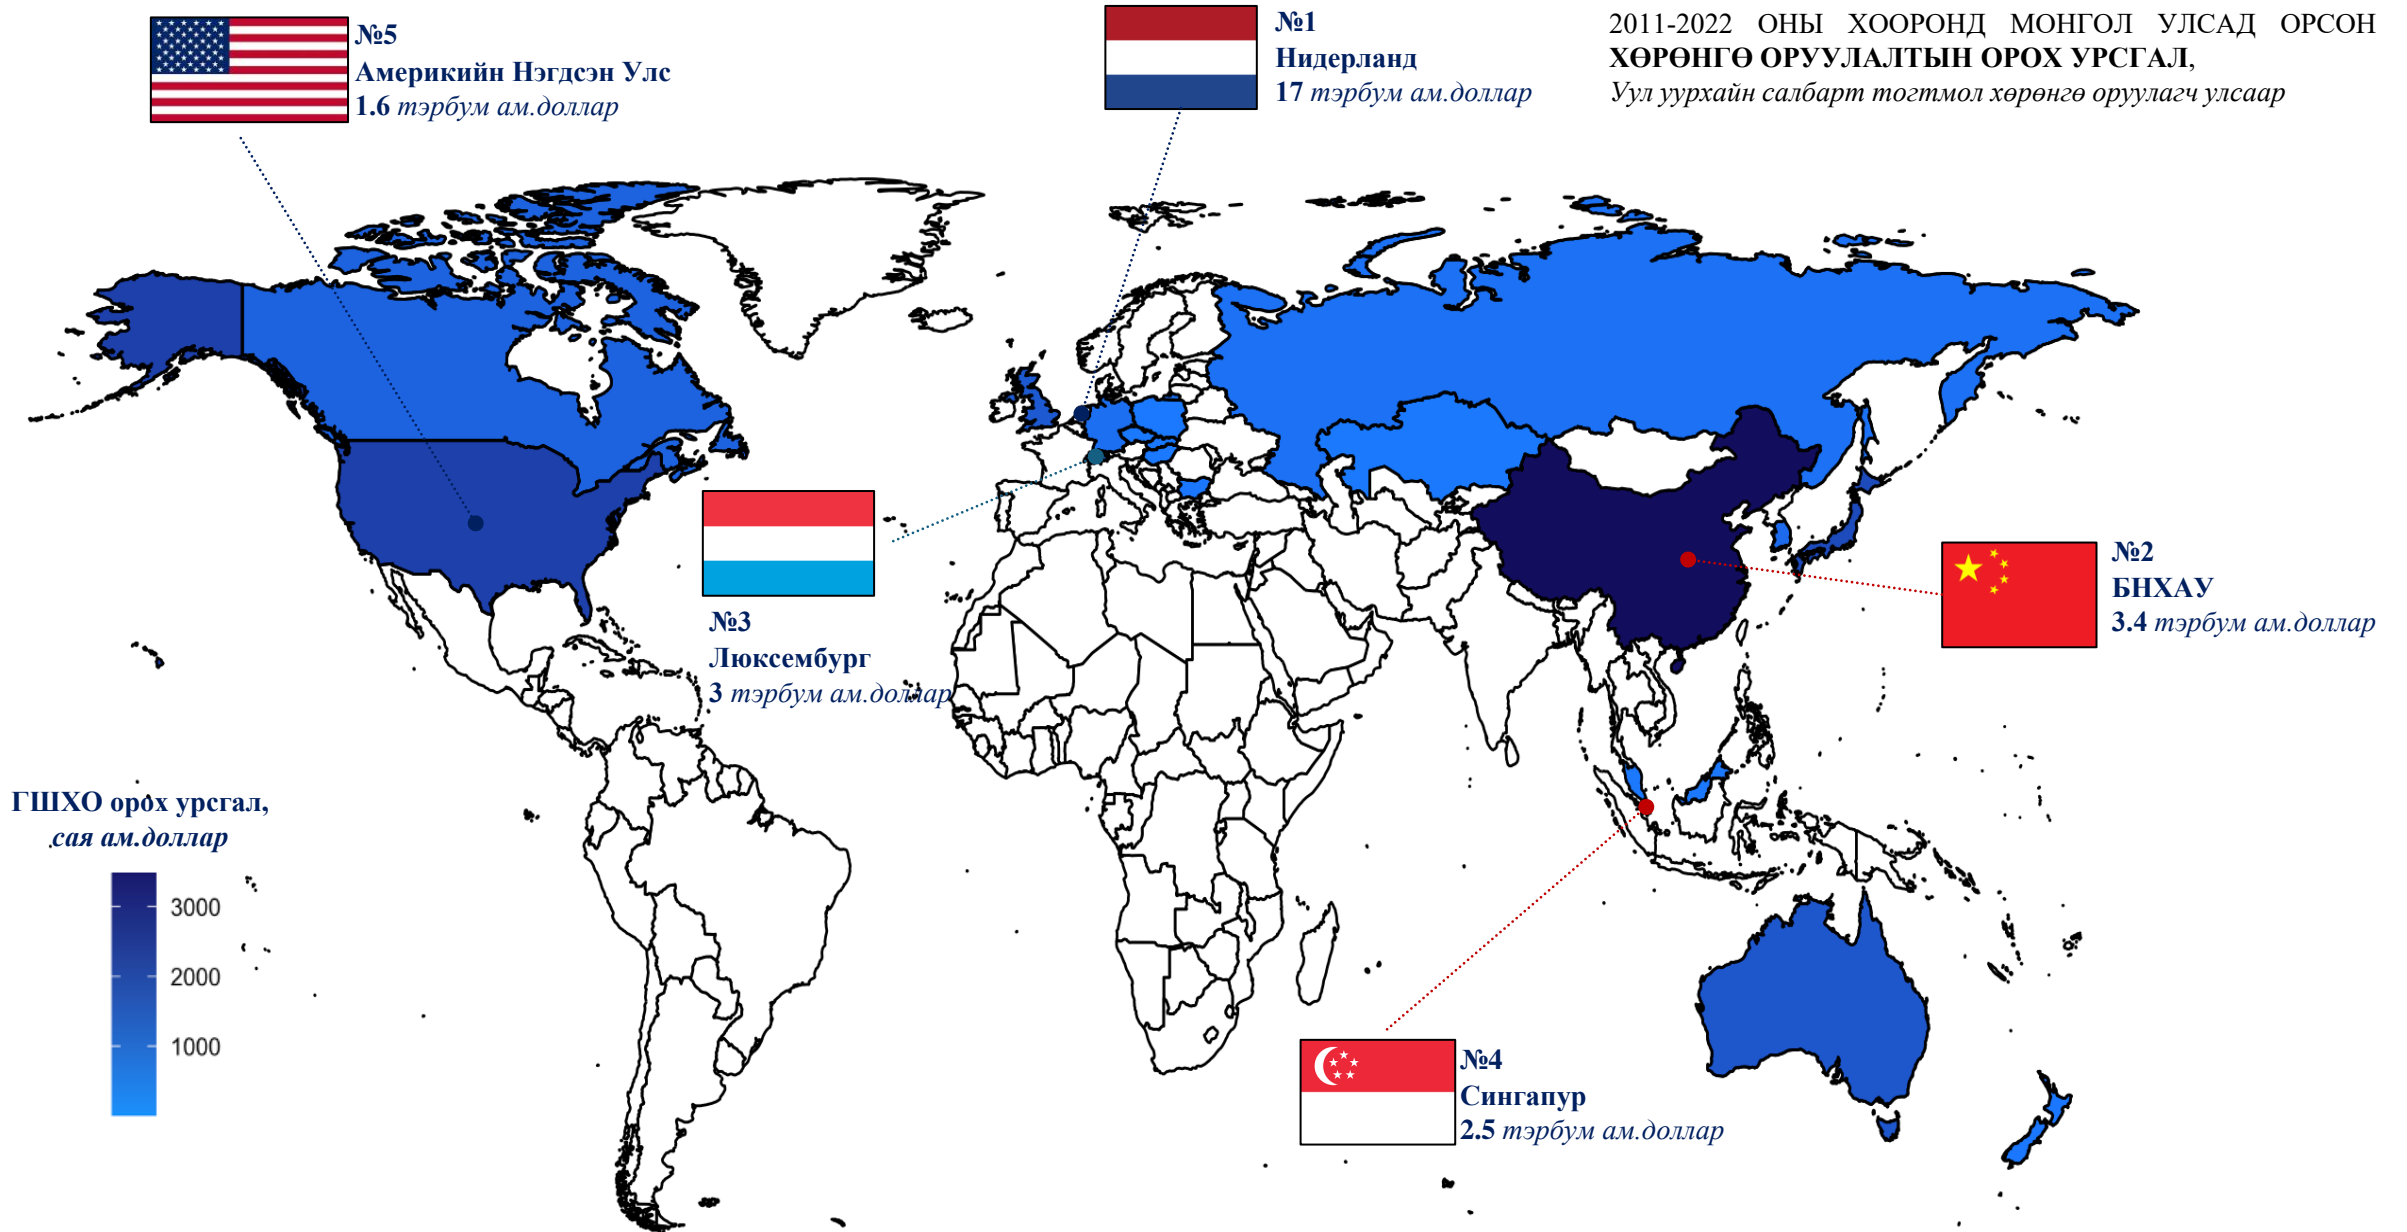 №5
Америкийн Нэгдсэн Улс
1.6 тэрбум ам.доллар
№1
Нидерланд
17 тэрбум ам.доллар
2011-2022 ОНЫ ХООРОНД МОНГОЛ УЛСАД ОРСОН
ХӨРӨНГӨ ОРУУЛАЛТЫН ОРОХ УРСГАЛ,
Уул уурхайн салбарт тогтмол хөрөнгө оруулагч улсаар
№2
БНХАУ
3.4 тэрбум ам.доллар
№3
Люксембург
3 тэрбум ам.доллар
ГШХО орох урсгал,
сая ам.доллар
3000
2000
1000
№4
Сингапур
2.5 тэрбум ам.доллар